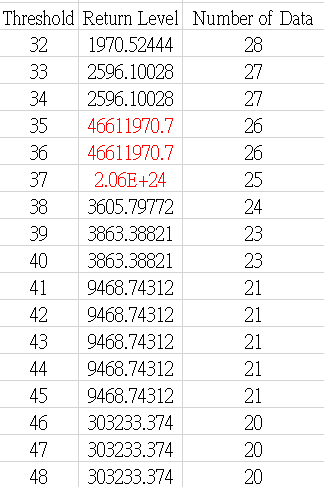 Threshold Return Level Number of Data
32 1970.52444 28
33 2596.10028 27
34 2596.10028 27
35 46611970.7 26
36 46611970.7 26
37 2.06E+24 25
38 3605.79772 24
39 3863.38821 23
40 3863.38821 23
41 9468.74312 21
42 9468.74312 21
43 9468.74312 21
44 9468.74312 21
45 9468.74312 21
46 303233.374 20
47 303233.374 20
48 303233.374 20